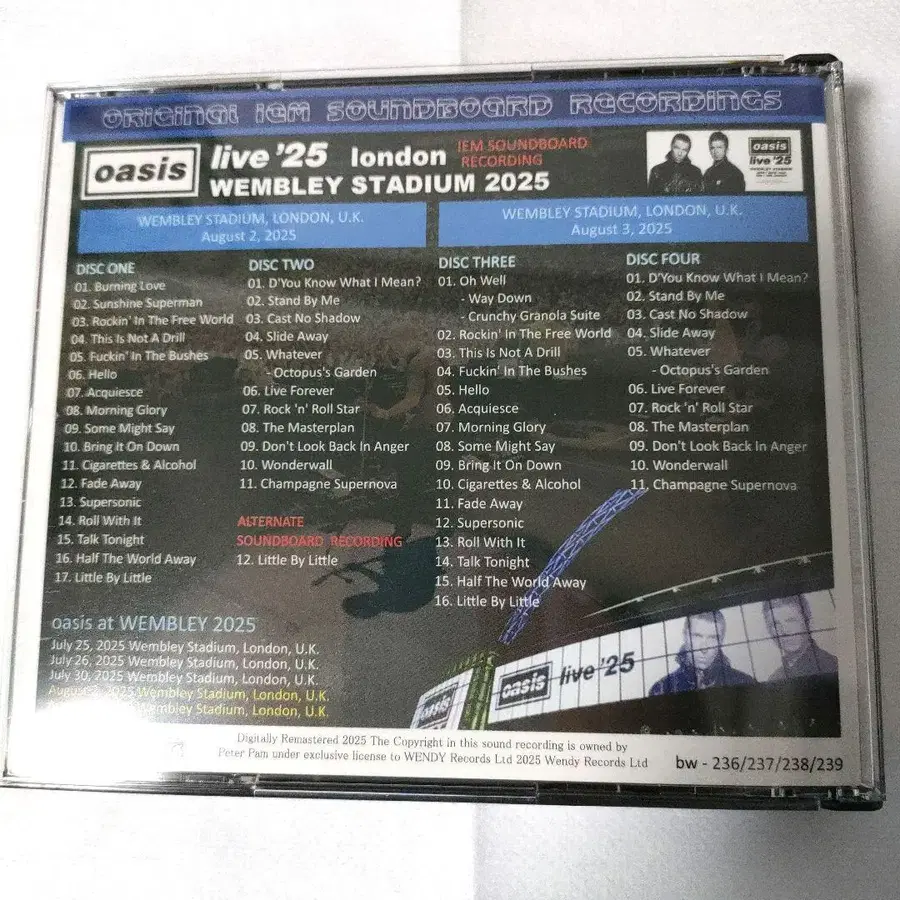 ORIGINAL IEM SOUNDBOARD RECORDINGS
oasis
live '25 london
IEM SOUNDBOARD
RECORDING
WEMBLEY STADIUM 2025
oasis
live '25
WEMBLEY STADIUM, LONDON, U.K.
August 2, 2025
WEMBLEY STADIUM, LONDON, U.K.
August 3, 2025
DISC ONE
01. Burning Love
02. Sunshine Superman
03. Rockin' In The Free World
04. This Is Not A Drill
05. Fuckin' In The Bushes
06. Hello
07. Acquiesce
08. Morning Glory
09. Some Might Say
10. Bring It On Down
11. Cigarettes & Alcohol
12. Fade Away
13. Supersonic
14. Roll With It
15. Talk Tonight
16. Half The World Away
17. Little By Little
DISC TWO
01. D'You Know What I Mean?
02. Stand By Me
03. Cast No Shadow
04. Slide Away
05. Whatever
- Octopus's Garden
06. Live Forever
07. Rock 'n' Roll Star
08. The Masterplan
09. Don't Look Back In Anger
10. Wonderwall
11. Champagne Supernova
ALTERNATE
SOUNDBOARD RECORDING
12. Little By Little
DISC THREE
01. Oh Well
- Way Down
- Crunchy Granola Suite
02. Rockin' In The Free World
03. This Is Not A Drill
04. Fuckin' In The Bushes
05. Hello
06. Acquiesce
07. Morning Glory
08. Some Might Say
09. Bring It On Down
10. Cigarettes & Alcohol
11. Fade Away
12. Supersonic
13. Roll With It
14. Talk Tonight
15. Half The World Away
16. Little By Little
DISC FOUR
01. D'You Know What I Mean?
02. Stand By Me
03. Cast No Shadow
04. Slide Away
05. Whatever
- Octopus's Garden
06. Live Forever
07. Rock 'n' Roll Star
08. The Masterplan
09. Don't Look Back In Anger
10. Wonderwall
11. Champagne Supernova
oasis at WEMBLEY 2025
July 25, 2025 Wembley Stadium, London, U.K.
July 26, 2025 Wembley Stadium, London, U.K.
July 30, 2025 Wembley Stadium, London, U.K.
Wembley Stadium, London, U.K.
Wembley Stadium, London, U.K.
oasis
oasis live '25
Digitally Remastered 2025 The Copyright in this sound recording is owned by
Peter Pam under exclusive license to WENDY Records Ltd 2025 Wendy Records Ltd
bw - 236/237/238/239